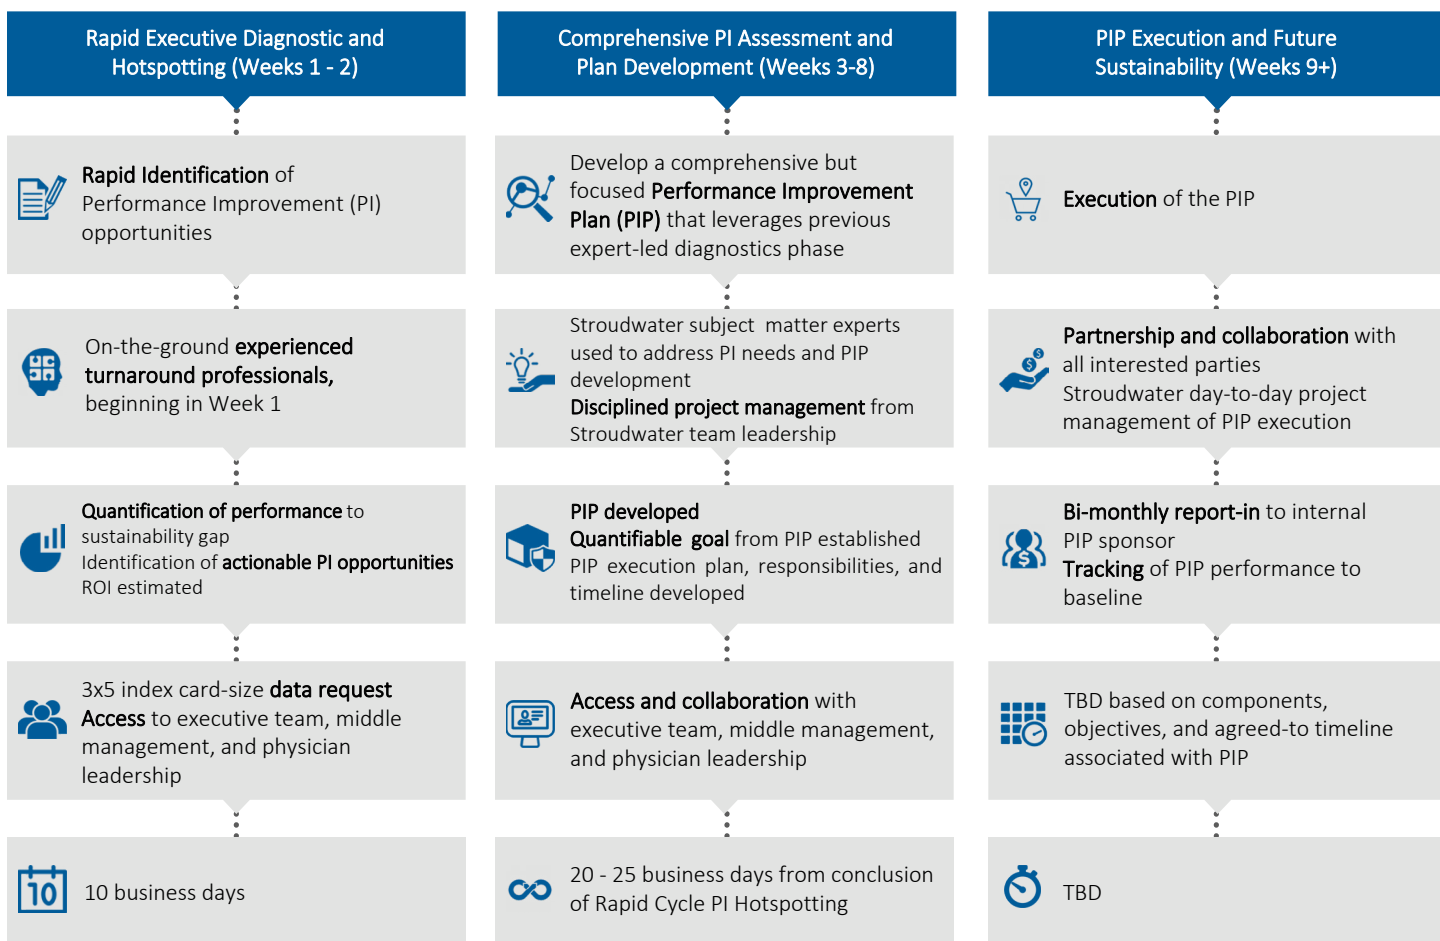 Rapid Executive Diagnostic and
Hotspotting (Weeks 1 - 2)
Rapid Identification of
Performance Improvement (PI)
opportunities
On-the-ground experienced
turnaround professionals,
beginning in Week 1
Quantification of performance to
sustainability gap
Identification of actionable PI opportunities
ROI estimated
3x5 index card-size data request
Access to executive team, middle
management, and physician
leadership
10
10 business days
Comprehensive PI Assessment and
Plan Development (Weeks 3-8)
Develop a comprehensive but
focused Performance Improvement
Plan (PIP) that leverages previous
expert-led diagnostics phase
Stroudwater subject matter experts
used to address PI needs and PIP
development
Disciplined project management from
Stroudwater team leadership
PIP developed
Quantifiable goal from PIP established
PIP execution plan, responsibilities, and
timeline developed
Access and collaboration with
executive team, middle management,
and physician leadership
20 - 25 business days from conclusion
of Rapid Cycle PI Hotspotting
PIP Execution and Future
Sustainability (Weeks 9+)
Execution of the PIP
Partnership and collaboration with
all interested parties
Stroudwater day-to-day project
management of PIP execution
Bi-monthly report-in to internal
PIP sponsor
Tracking of PIP performance to
baseline
TBD based on components,
objectives, and agreed-to timeline
associated with PIP
TBD